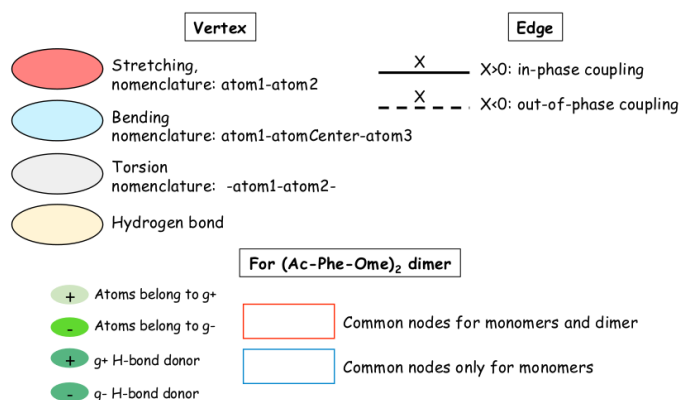 Vertex
Edge
Stretching,
nomenclature: atom1-atom2
X
X>0: in-phase coupling
X
X<0: out-of-phase coupling
Bending
nomenclature: atom1-atomCenter-atom3
Torsion
nomenclature: -atom1-atom2-
Hydrogen bond
For (Ac-Phe-Ome)₂ dimer
+ Atoms belong to g+
- Atoms belong to g-
+ g+ H-bond donor
- g- H-bond donor
Common nodes for monomers and dimer
Common nodes only for monomers